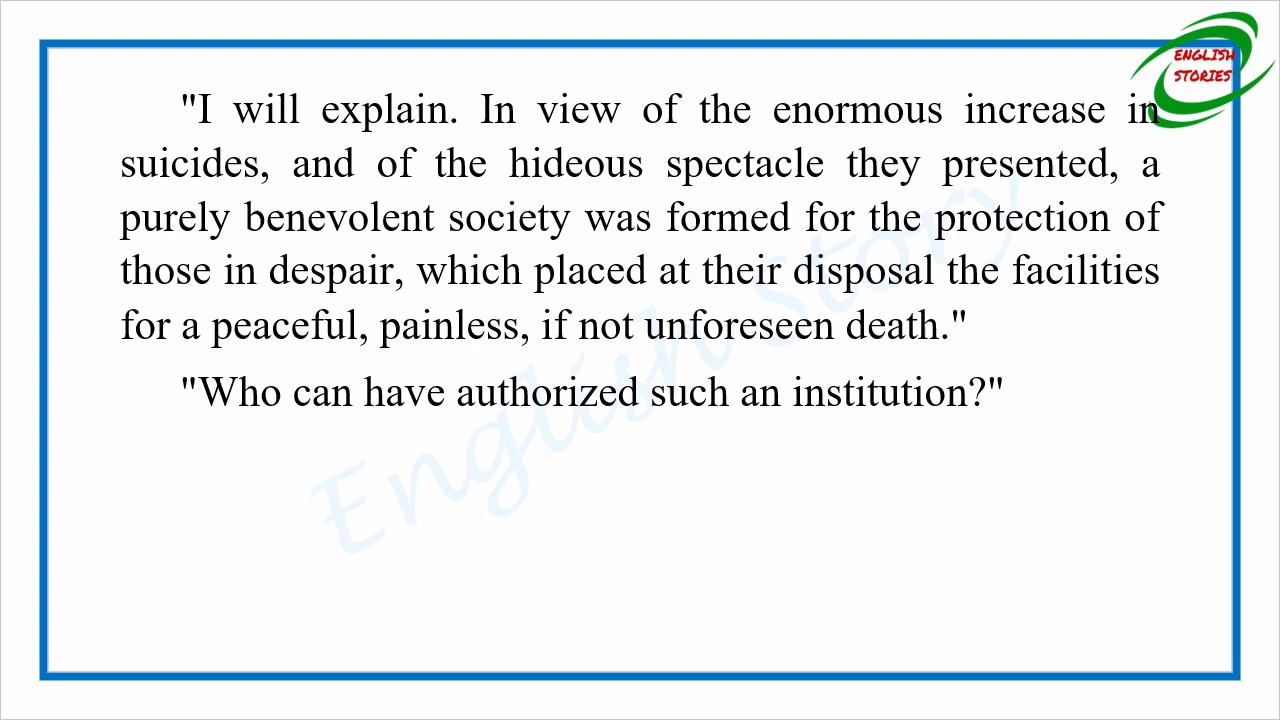 ENGLISH
STORIES
"I will explain. In view of the enormous increase in
suicides, and of the hideous spectacle they presented, a
purely benevolent society was formed for the protection of
those in despair, which placed at their disposal the facilities
for a peaceful, painless, if not unforeseen death."
"Who can have authorized such an institution?"
English Story